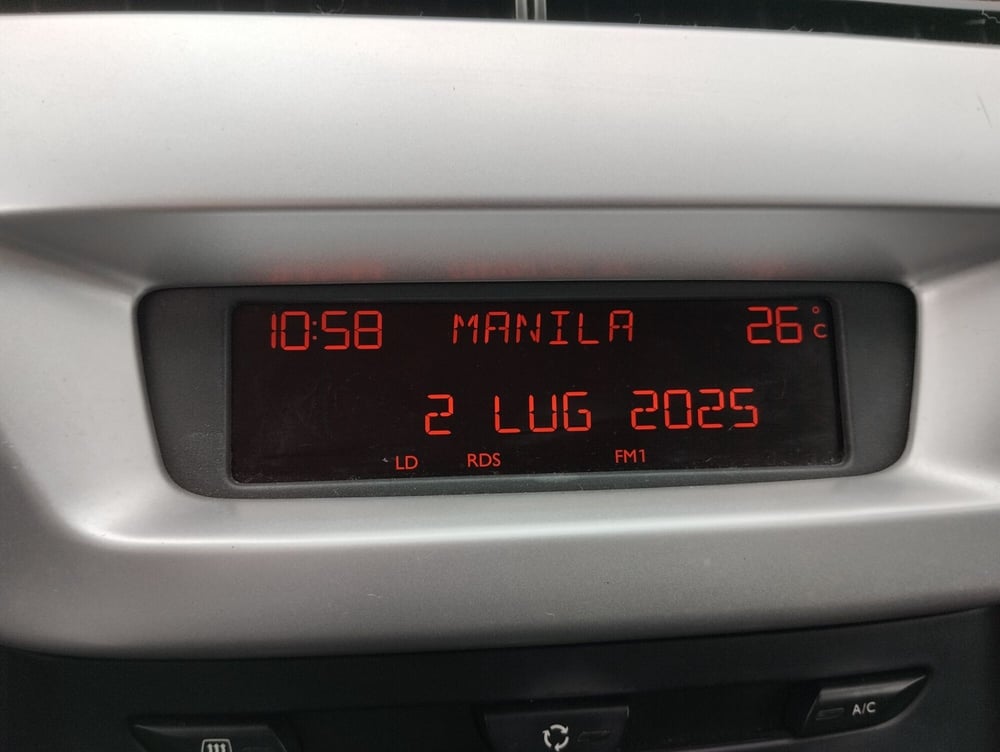 10:58 MANILA 26°C
2 LUG 2025
LD RDS FM1
A/C